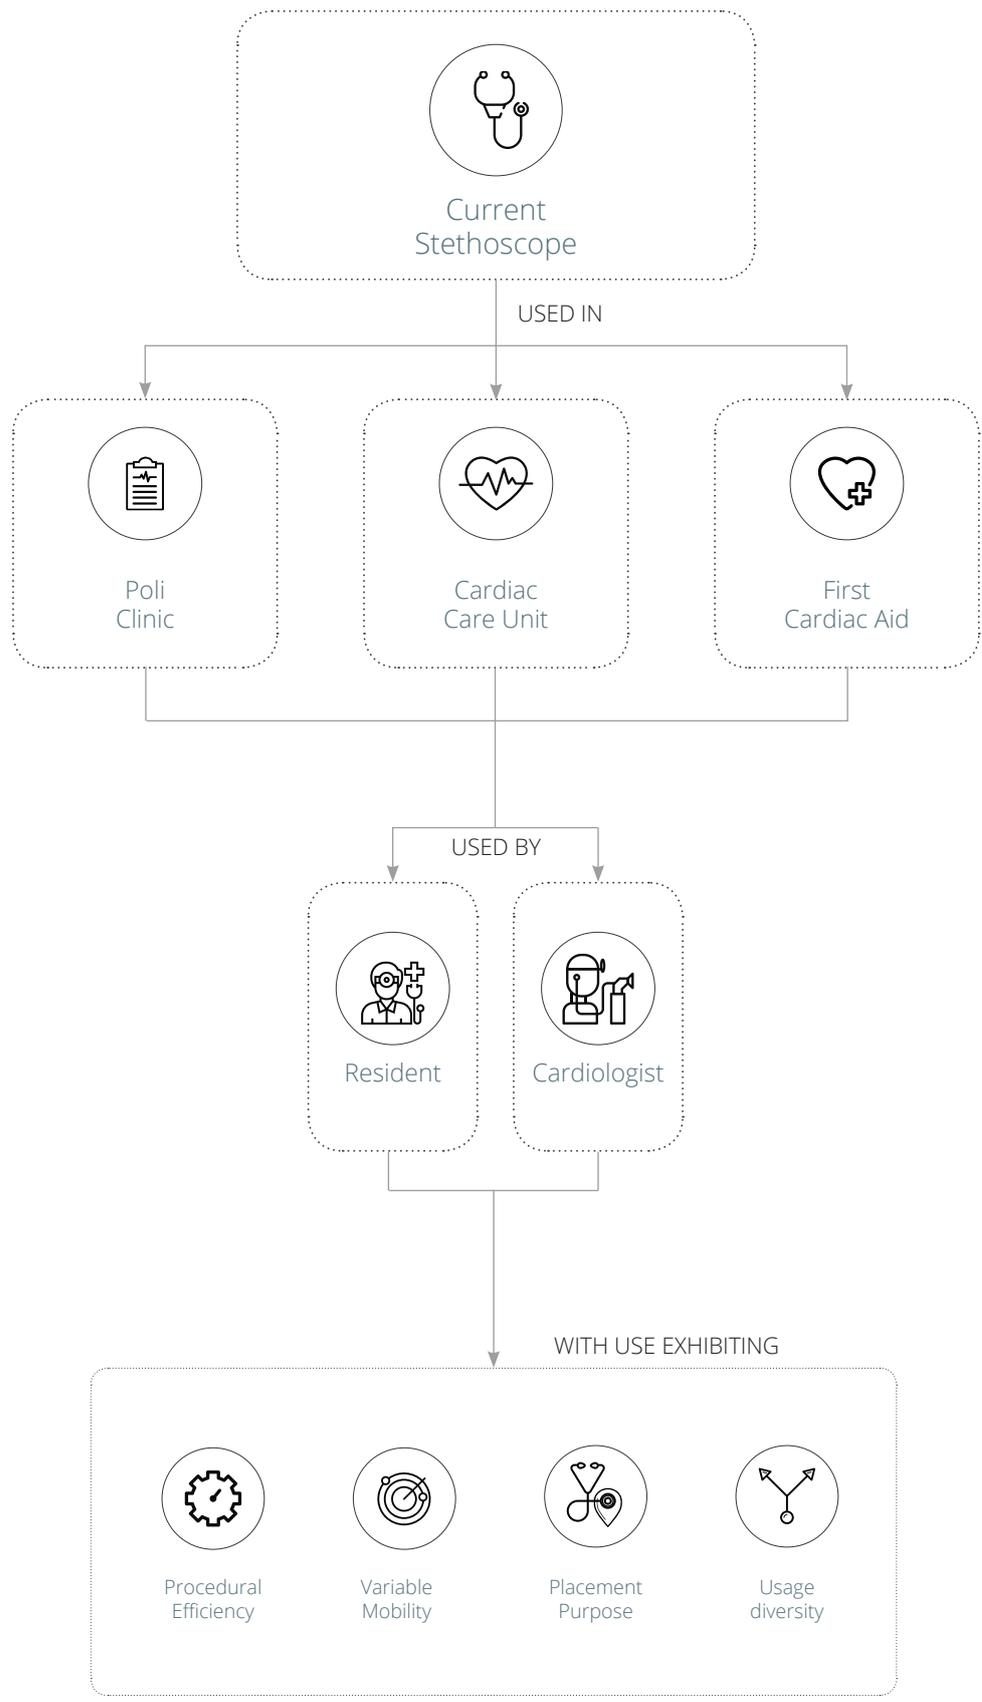 Current
Stethoscope
USED IN
Poli
Clinic
Cardiac
Care Unit
First
Cardiac Aid
USED BY
Resident
Cardiologist
WITH USE EXHIBITING
Procedural
Efficiency
Variable
Mobility
Placement
Purpose
Usage
diversity